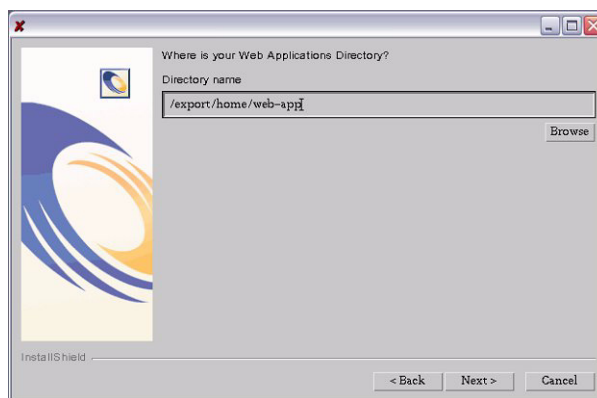 Where is your Web Applications Directory?
Directory name
/export/home/web-app
Browse
InstallShield
< Back Next > Cancel